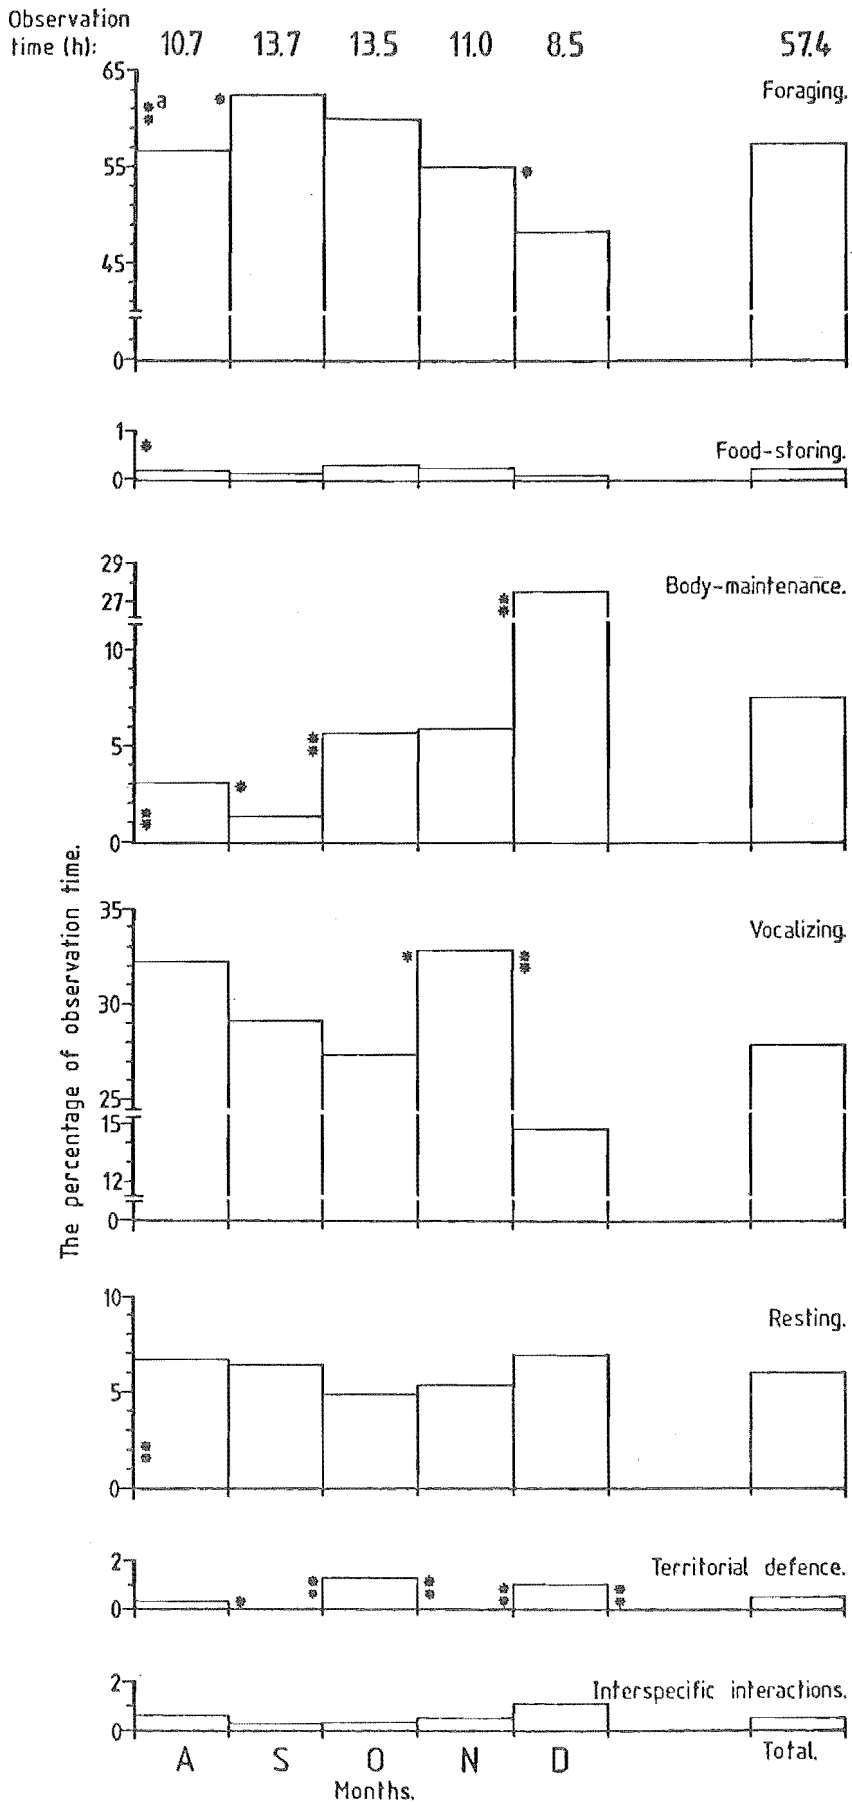 Observation
time (h): 10.7 13.7 13.5 11.0 8.5 57.4
65
Foraging.
**a *
55
*
45
0
1
* Food-storing.
0
29
Body-maintenance.
27 **
10
5 **
*
**
0
The percentage of observation time.
35
Vocalizing.
* **
30
25
15
12
0
10
Resting.
5
**
0
2
Territorial defence.
* ** ** ** **
0
2
Interspecific interactions.
0
A S O N D Total.
Months.